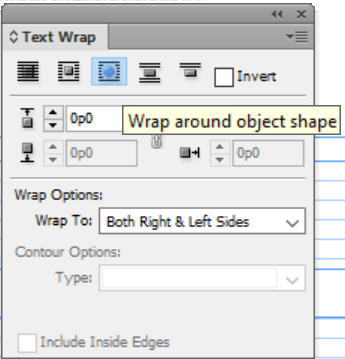 Text Wrap
Invert
0p0
Wrap around object shape
0p0
0p0
Wrap Options:
Wrap To: Both Right & Left Sides
Contour Options:
Type:
Include Inside Edges